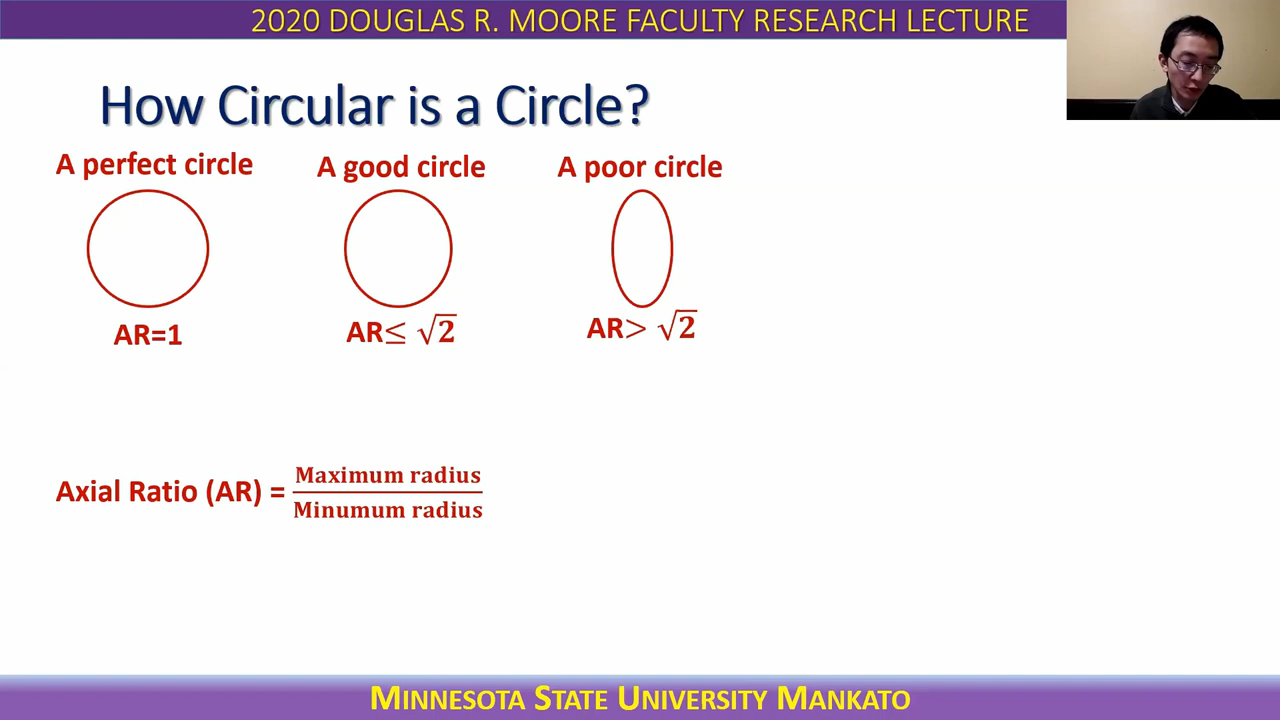 2020 DOUGLAS R. MOORE FACULTY RESEARCH LECTURE
How Circular is a Circle?
A perfect circle
A good circle
A poor circle
AR=1
AR≤ √2
AR> √2
Axial Ratio (AR) =
Maximum radius
Minumum radius
MINNESOTA STATE UNIVERSITY MANKATO